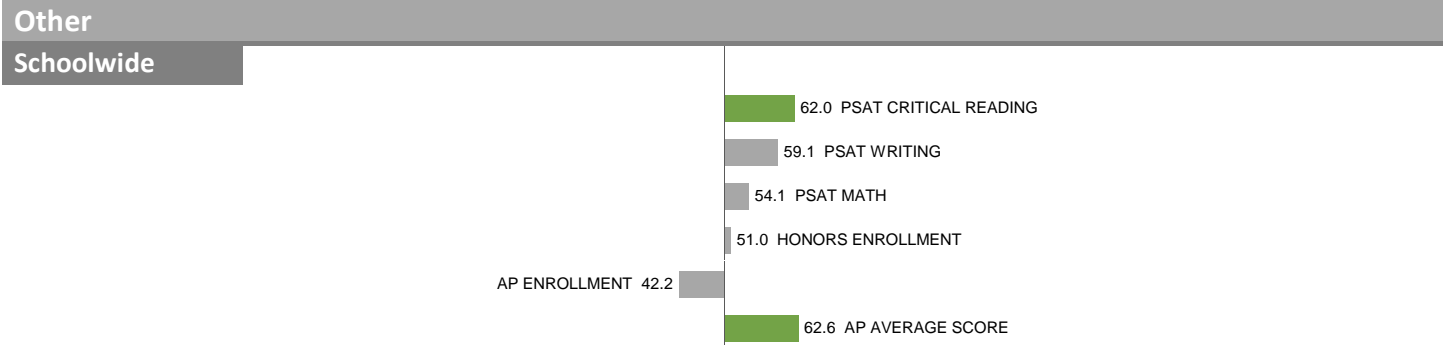 Other
Schoolwide
62.0 PSAT CRITICAL READING
59.1 PSAT WRITING
54.1 PSAT MATH
51.0 HONORS ENROLLMENT
AP ENROLLMENT 42.2
62.6 AP AVERAGE SCORE